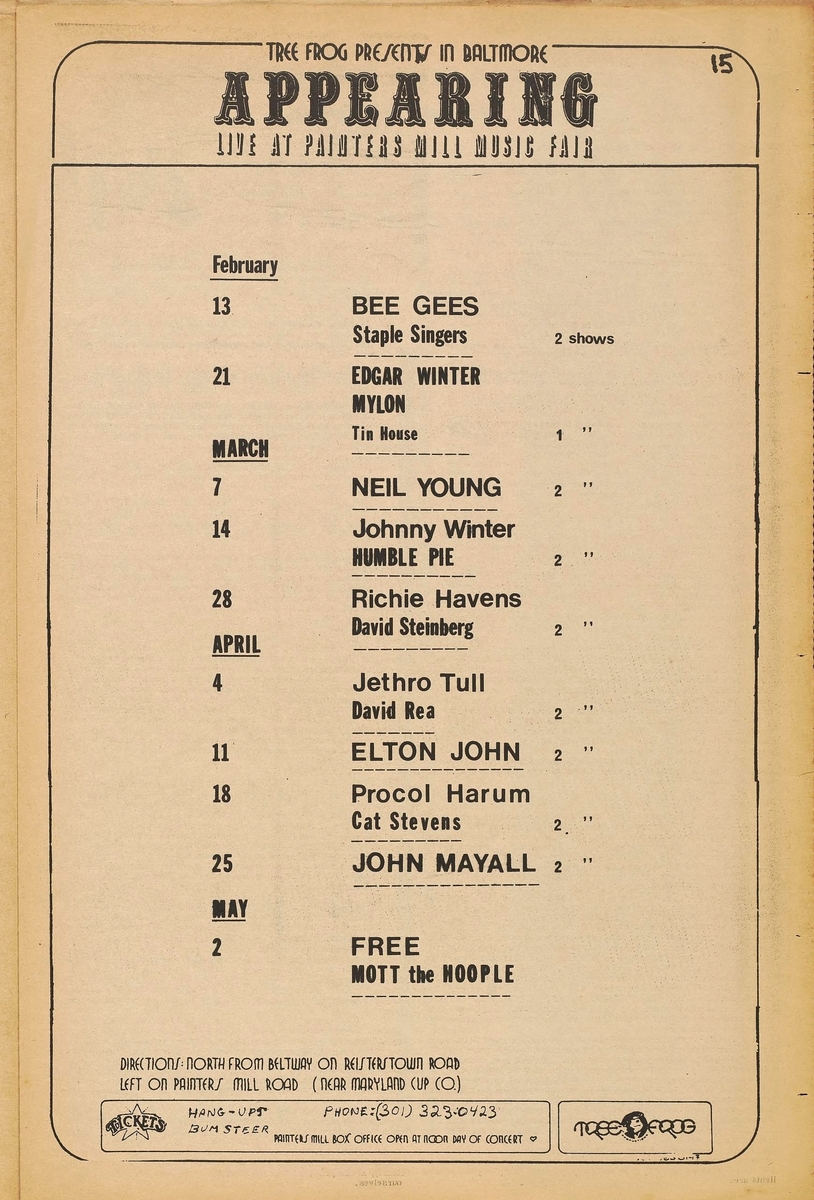 TREE FROG PRESENTS IN BALTIMORE
15
APPEARING
LIVE AT PAINTERS MILL MUSIC FAIR
February
13 BEE GEES
Staple Singers 2 shows
21 EDGAR WINTER
MYLON
Tin House 1 "
MARCH
7 NEIL YOUNG 2 "
14 Johnny Winter
HUMBLE PIE 2 "
28 Richie Havens
David Steinberg 2 "
APRIL
4 Jethro Tull
David Rea 2 "
11 ELTON JOHN 2 "
18 Procol Harum
Cat Stevens 2 "
25 JOHN MAYALL 2 "
MAY
2 FREE
MOTT the HOOPLE
DIRECTIONS: NORTH FROM BELTWAY ON REISTERSTOWN ROAD
LEFT ON PAINTERS MILL ROAD (NEAR MARYLAND CUP CO.)
TICKETS
HANG-UPS PHONE:(301) 323-0423
BUM STEER
PAINTERS MILL BOX OFFICE OPEN AT NOON DAY OF CONCERT
TREE FROG